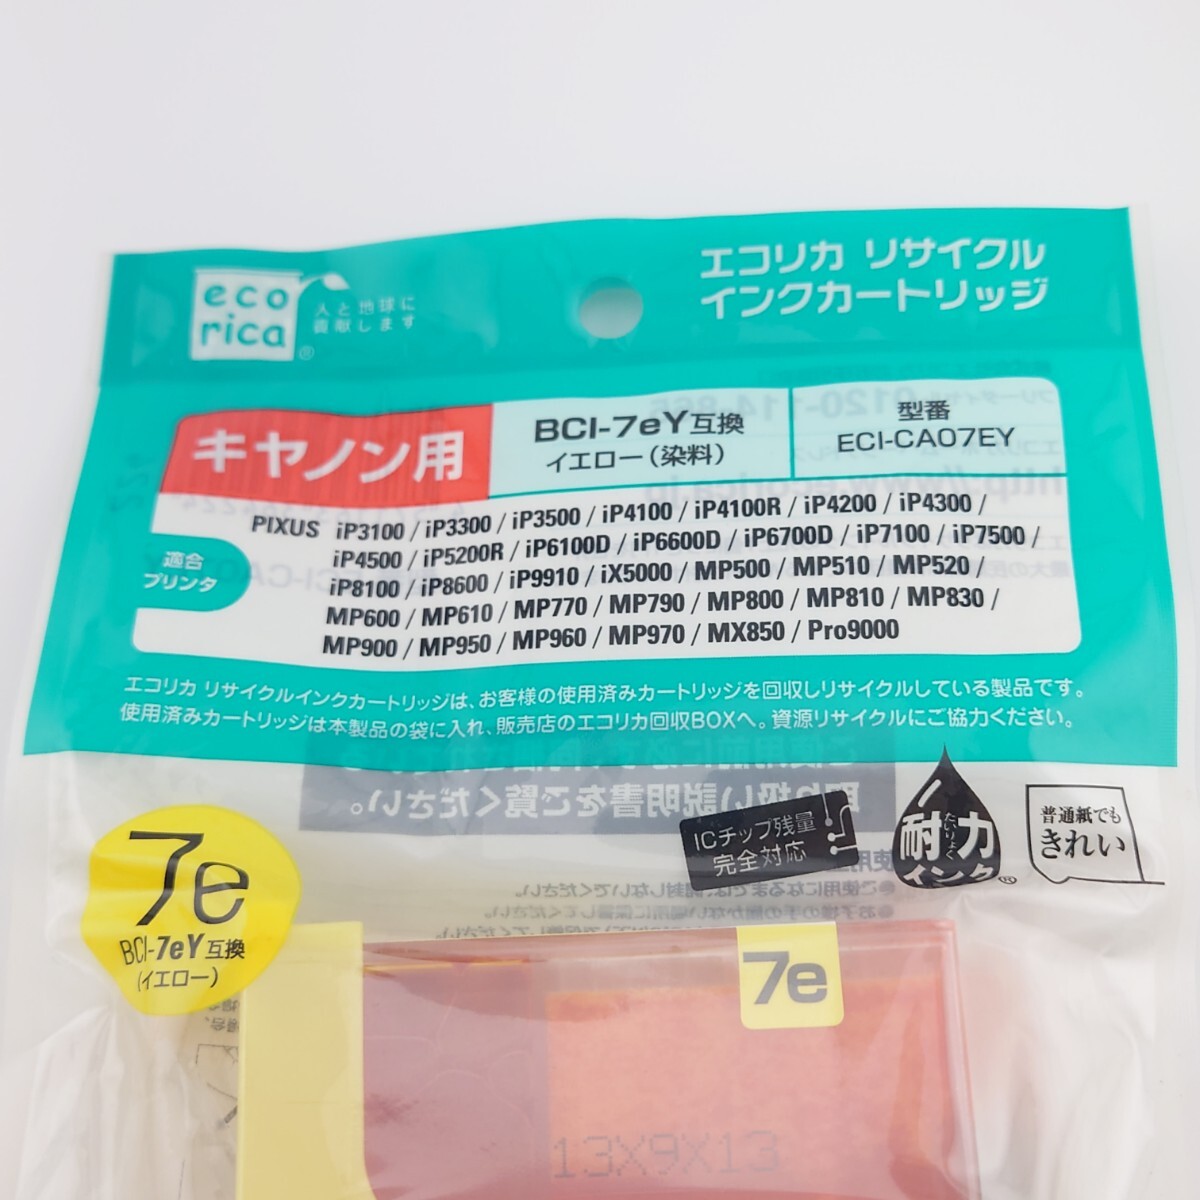 eco
rica®
人と地球に
貢献します
エコリカ リサイクル
インクカートリッジ
キヤノン用
BCI-7eY互換
イエロー(染料)
型番
ECI-CA07EY
適合
プリンタ
PIXUS iP3100 / iP3300 / iP3500 / iP4100 / iP4100R / iP4200 / iP4300 /
iP4500 / iP5200R / iP6100D / iP6600D / iP6700D / iP7100 / iP7500 /
iP8100 / iP8600 / iP9910 / iX5000 / MP500 / MP510 / MP520 /
MP600 / MP610 / MP770 / MP790 / MP800 / MP810 / MP830 /
MP900 / MP950 / MP960 / MP970 / MX850 / Pro9000
エコリカ リサイクルインクカートリッジは、お客様の使用済みカートリッジを回収しリサイクルしている製品です。
使用済みカートリッジは本製品の袋に入れ、販売店のエコリカ回収BOXへ。資源リサイクルにご協力ください。
ICチップ残量
完全対応
耐力
たいりょく
インク®
普通紙でも
きれい
7e
BCI-7eY互換
(イエロー)
7e
13X9X13